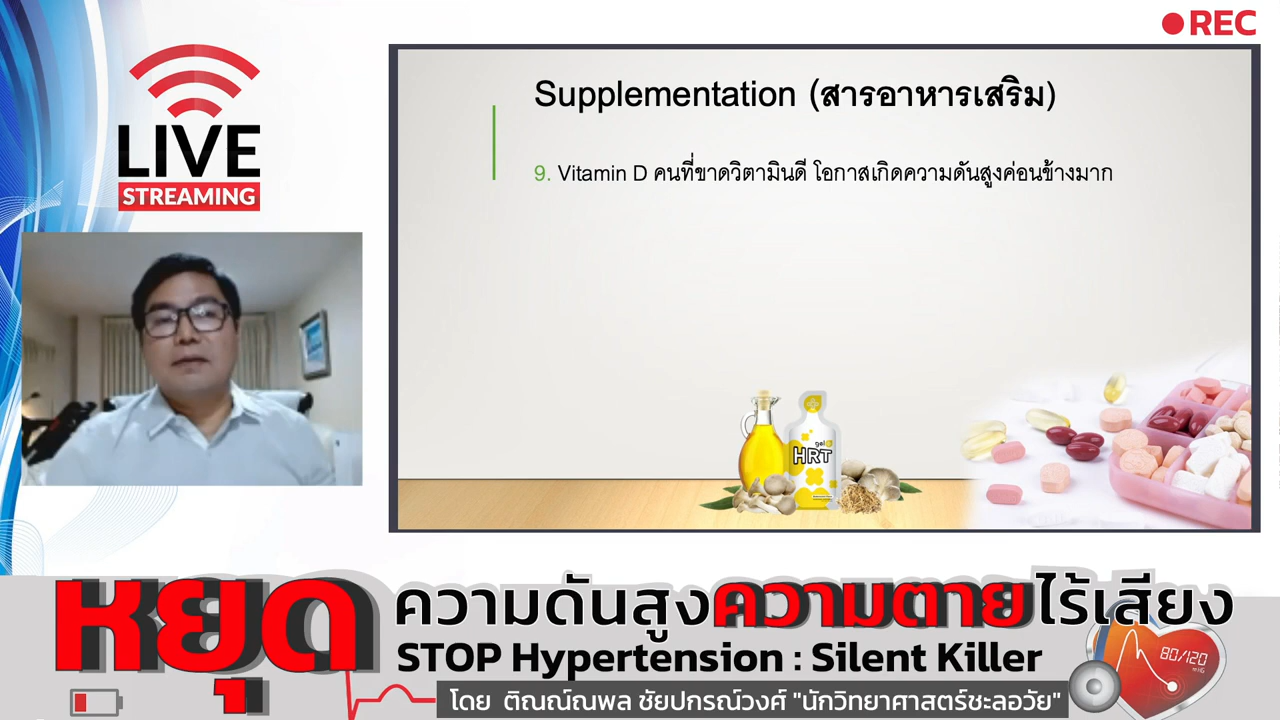 REC
LIVE
STREAMING
Supplementation (สารอาหารเสริม)
9. Vitamin D คนที่ขาดวิตามินดี โอกาสเกิดความดันสูงค่อนข้างมาก
gel
HRT
หยุด ความดันสูงความตายไร้เสียง
STOP Hypertension : Silent Killer
80/120
โดย ติณณ์ณพล ชัยปกรณ์วงศ์ "นักวิทยาศาสตร์ชะลอวัย"